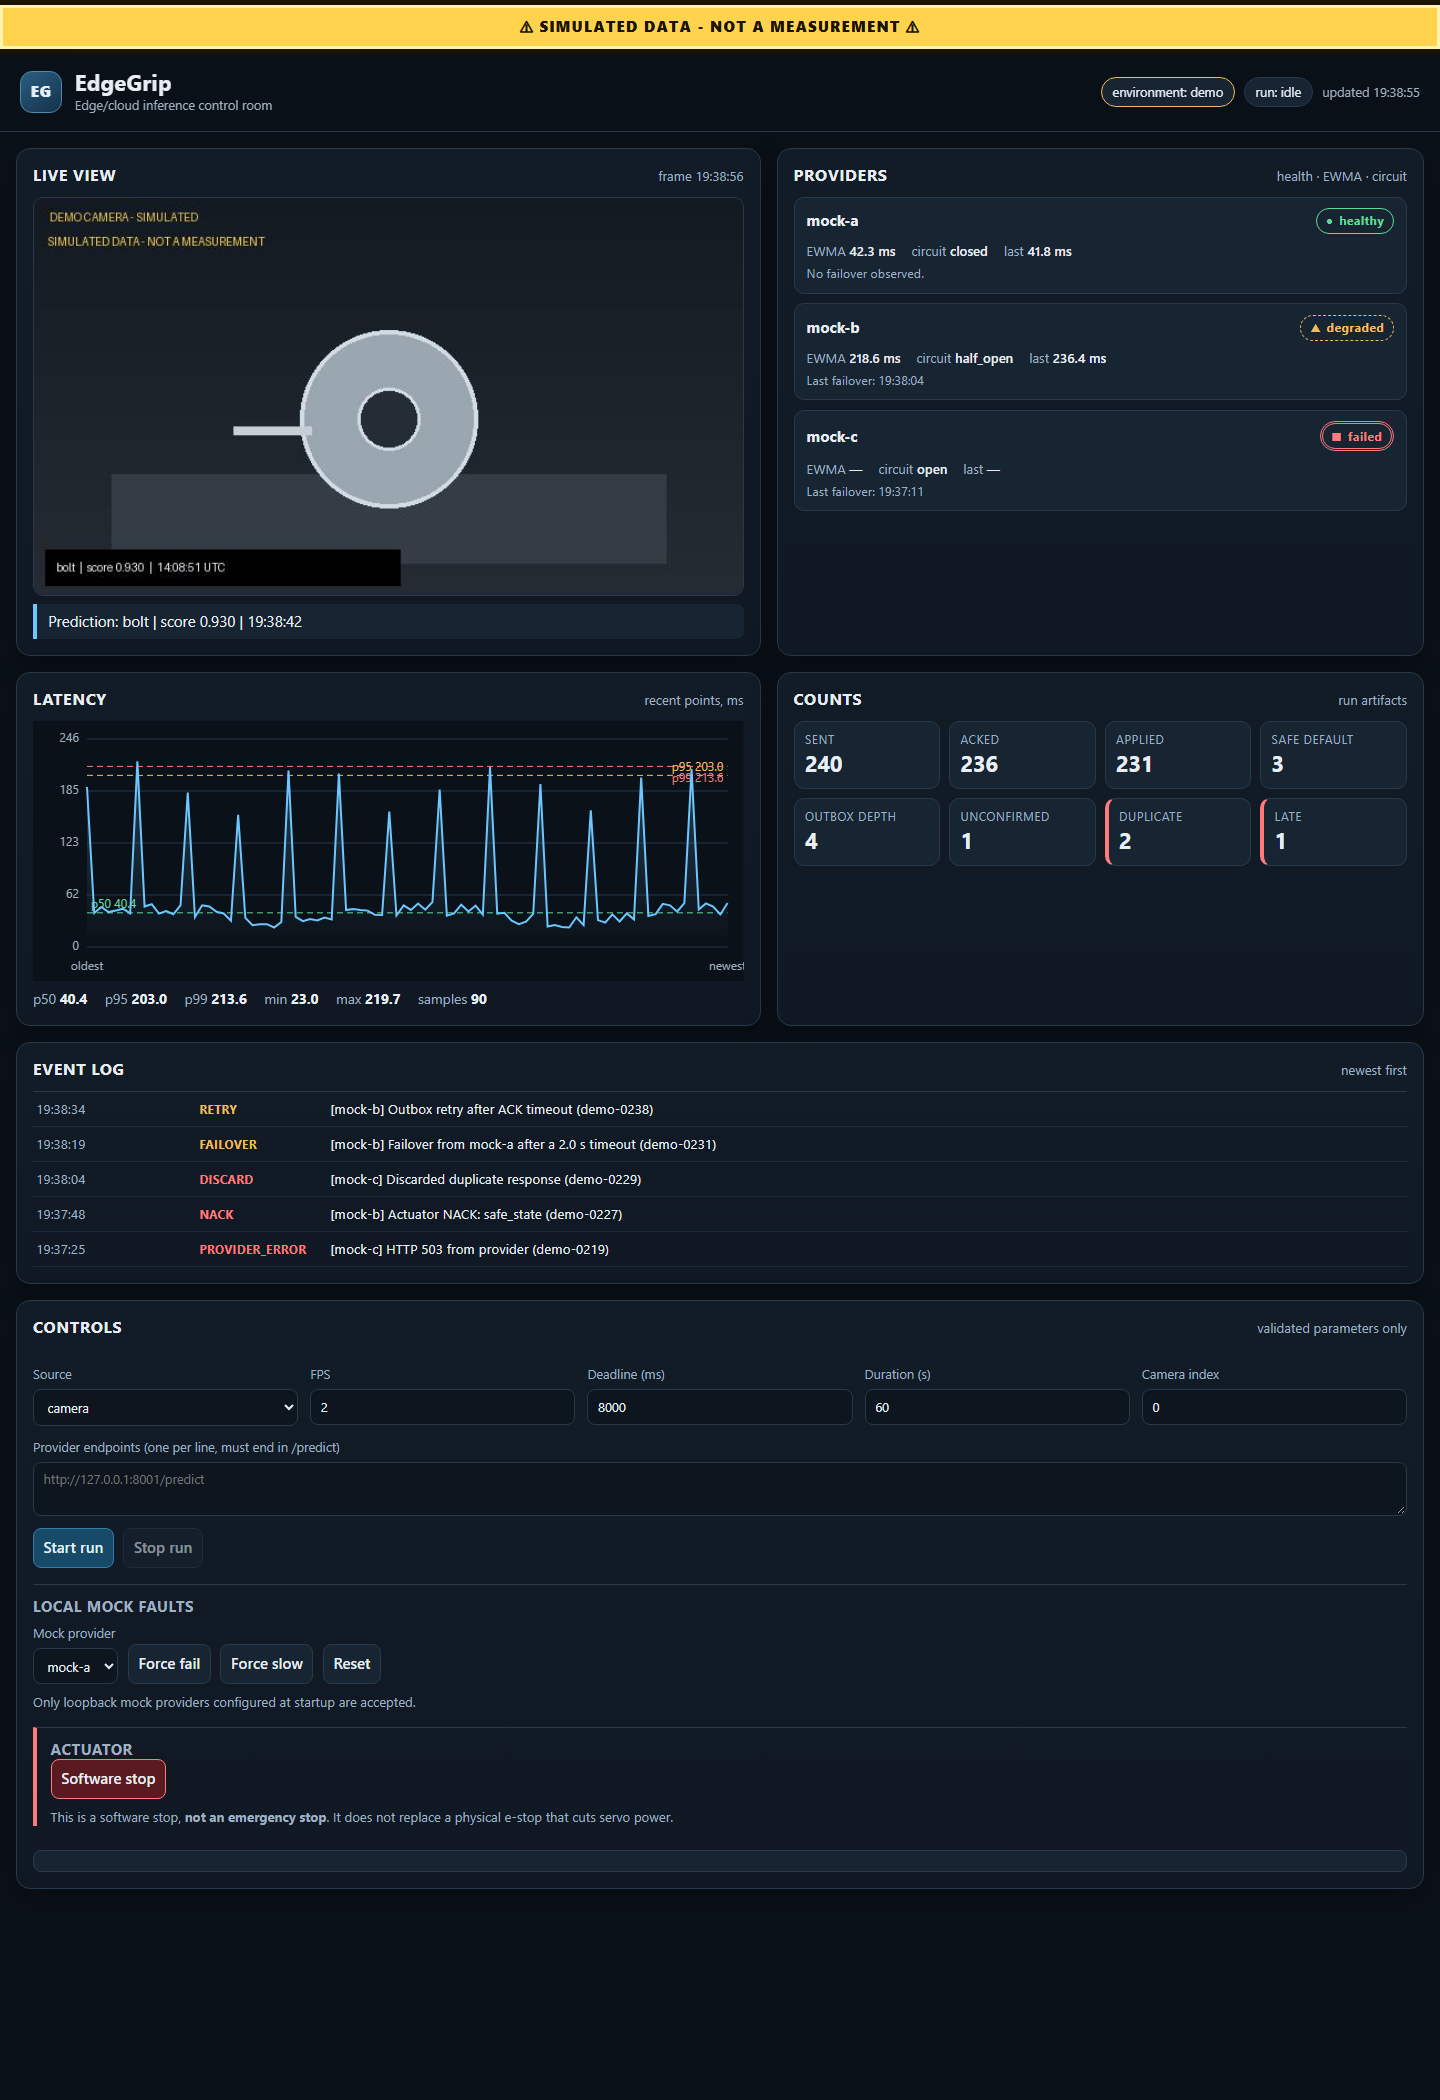 ⚠ SIMULATED DATA - NOT A MEASUREMENT ⚠
EG
EdgeGrip
Edge/cloud inference control room
environment: demo
run: idle
updated 19:38:55
LIVE VIEW
frame 19:38:56
DEMO CAMERA - SIMULATED
SIMULATED DATA - NOT A MEASUREMENT
bolt | score 0.930 | 14:08:51 UTC
Prediction: bolt | score 0.930 | 19:38:42
PROVIDERS
health · EWMA · circuit
mock-a
● healthy
EWMA 42.3 ms circuit closed last 41.8 ms
No failover observed.
mock-b
▲ degraded
EWMA 218.6 ms circuit half_open last 236.4 ms
Last failover: 19:38:04
mock-c
■ failed
EWMA — circuit open last —
Last failover: 19:37:11
LATENCY
recent points, ms
246
185
123
62
0
p95 203.0
p99 213.6
p50 40.4
oldest
newest
p50 40.4 p95 203.0 p99 213.6 min 23.0 max 219.7 samples 90
COUNTS
run artifacts
SENT
240
ACKED
236
APPLIED
231
SAFE DEFAULT
3
OUTBOX DEPTH
4
UNCONFIRMED
1
DUPLICATE
2
LATE
1
EVENT LOG
newest first
19:38:34 RETRY [mock-b] Outbox retry after ACK timeout (demo-0238)
19:38:19 FAILOVER [mock-b] Failover from mock-a after a 2.0 s timeout (demo-0231)
19:38:04 DISCARD [mock-c] Discarded duplicate response (demo-0229)
19:37:48 NACK [mock-b] Actuator NACK: safe_state (demo-0227)
19:37:25 PROVIDER_ERROR [mock-c] HTTP 503 from provider (demo-0219)
CONTROLS
validated parameters only
Source
camera
FPS
2
Deadline (ms)
8000
Duration (s)
60
Camera index
0
Provider endpoints (one per line, must end in /predict)
http://127.0.0.1:8001/predict
Start run
Stop run
LOCAL MOCK FAULTS
Mock provider
mock-a
Force fail
Force slow
Reset
Only loopback mock providers configured at startup are accepted.
ACTUATOR
Software stop
This is a software stop, not an emergency stop. It does not replace a physical e-stop that cuts servo power.